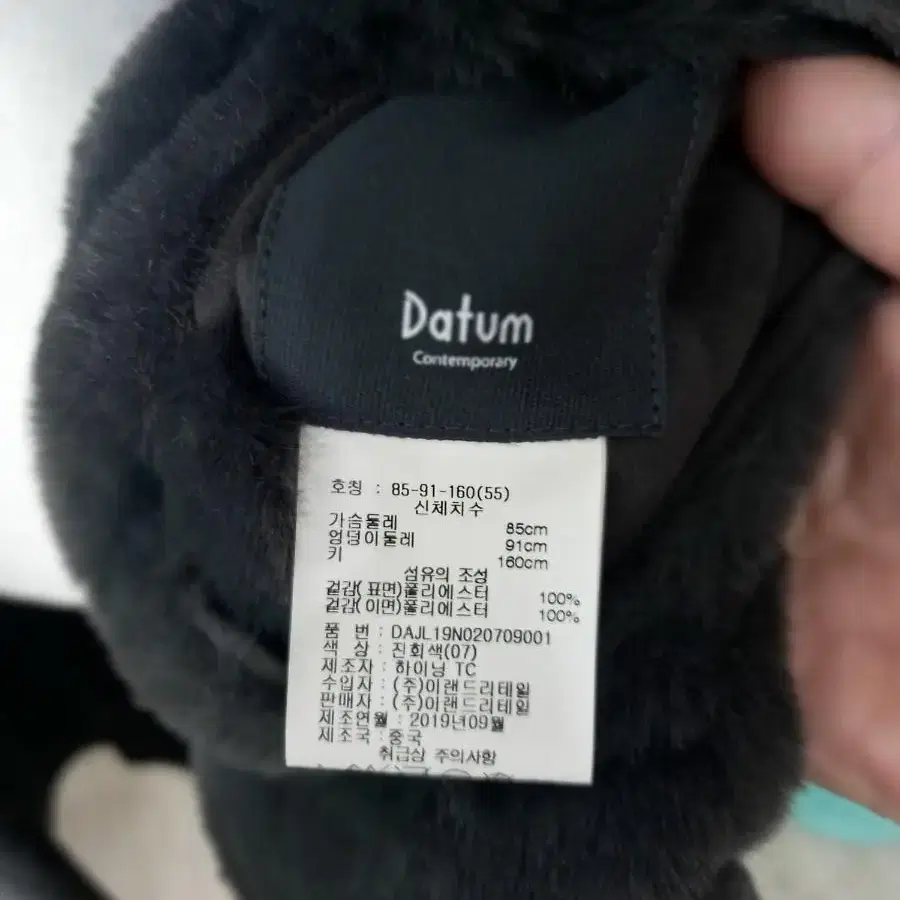 Datum
Contemporary
호칭 : 85-91-160(55)
신체치수
가슴둘레 85cm
엉덩이둘레 91cm
키 160cm
섬유의 조성
겉감(표면)폴리에스터 100%
겉감(이면)폴리에스터 100%
품 번 : DAJL19N020709001
색 상 : 진회색(07)
제조자 : 하이닝 TC
수입자 : (주)이랜드리테일
판매자 : (주)이랜드리테일
제조연월 : 2019년09월
제조국 : 중국
취급상 주의사항